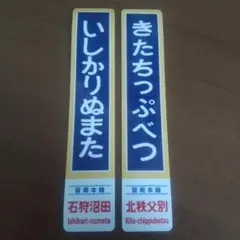 いしかりぬまた
留萌本線
石狩沼田
Ishikari-numata
きたちっぷべつ
留萌本線
北秩父別
Kita-chippubetsu